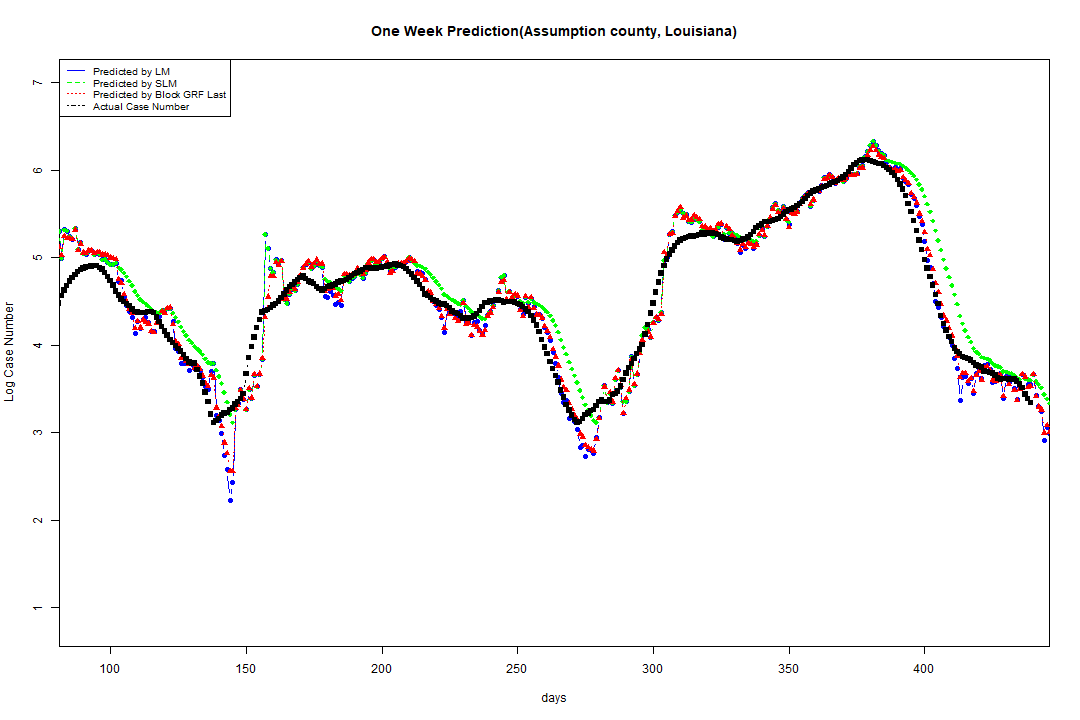 One Week Prediction(Assumption county, Louisiana)
Predicted by LM
Predicted by SLM
Predicted by Block GRF Last
Actual Case Number
7
6
5
4
3
2
1
Log Case Number
100 150 200 250 300 350 400
days